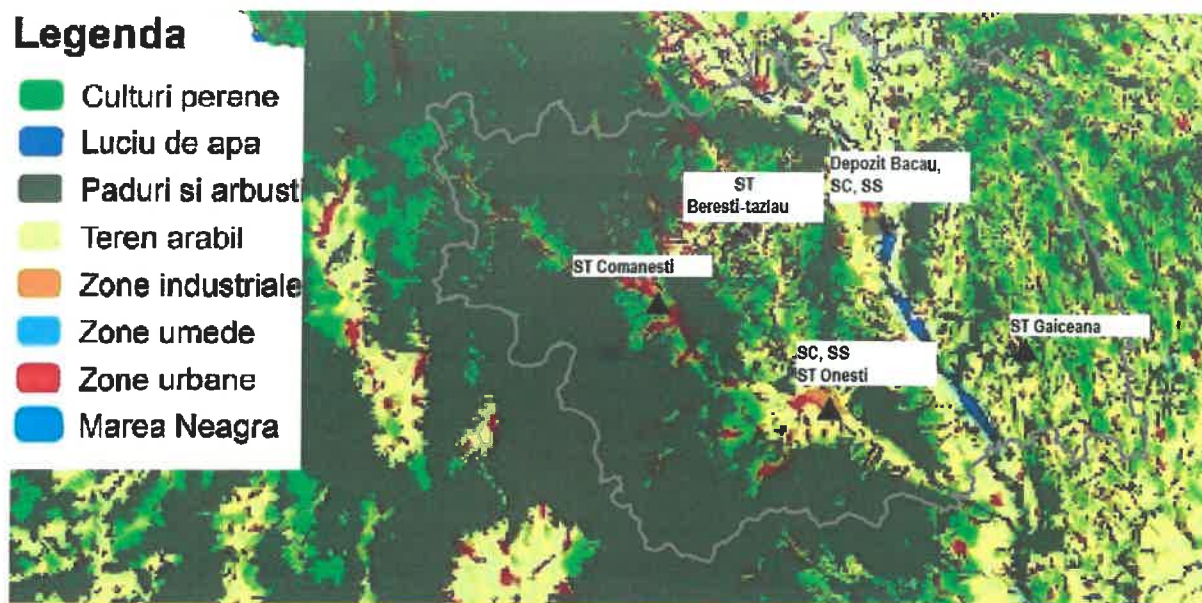 Legenda
Culturi perene
Luciu de apa
Paduri si arbusti
Teren arabil
Zone industriale
Zone umede
Zone urbane
Marea Neagra
Depozit Bacau,
SC, SS
ST
Beresti-tazlau
ST Comanesti
ST Gaiceana
SC, SS
ST Onesti